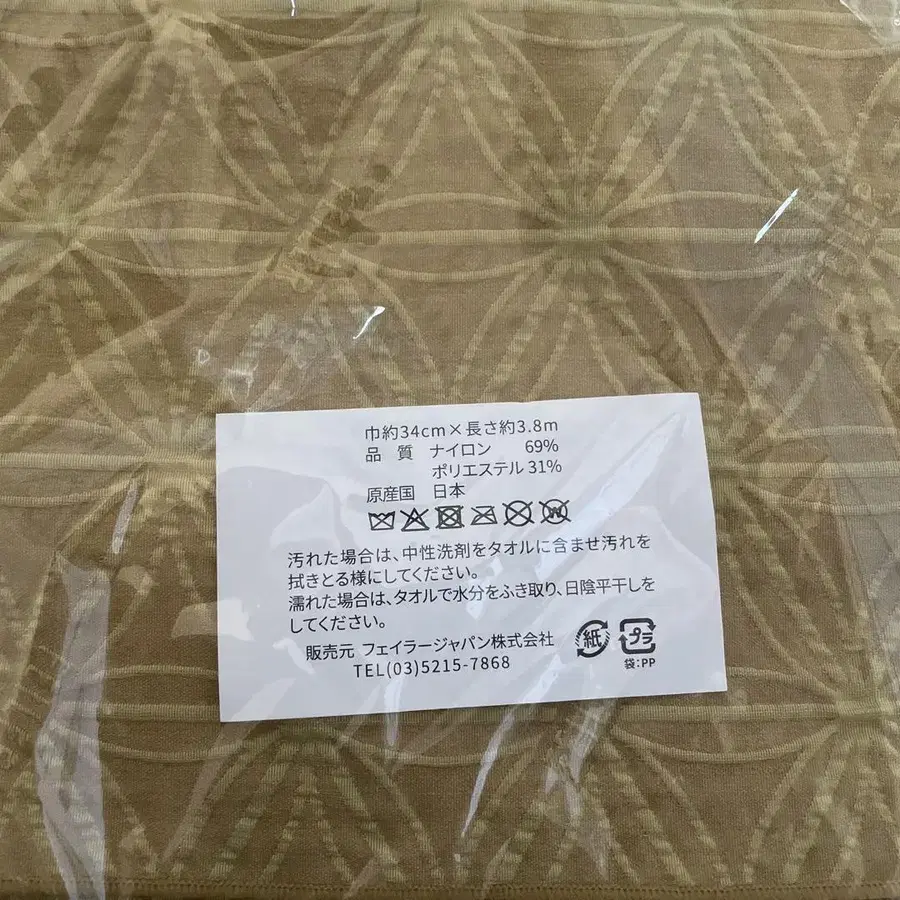 巾約34cm×長さ約3.8m
品 質 ナイロン 69%
ポリエステル 31%
原産国 日本
汚れた場合は、中性洗剤をタオルに含ませ汚れを
拭きとる様にしてください。
濡れた場合は、タオルで水分をふき取り、日陰平干しを
してください。
販売元 フェイラージャパン株式会社
TEL(03)5215-7868
紙
プラ
袋:PP